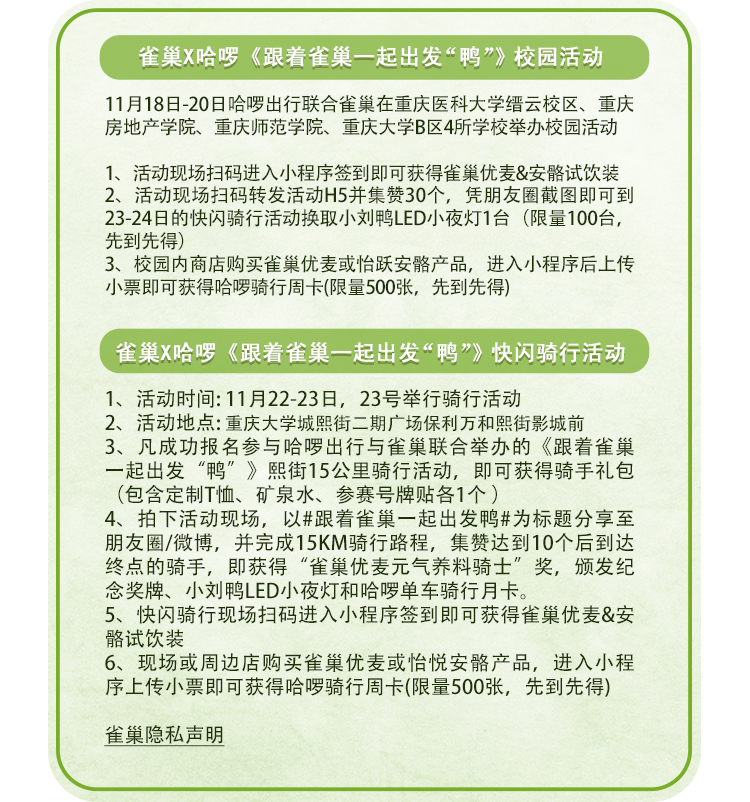 雀巢X哈啰《跟着雀巢一起出发“鸭”》校园活动
11月18日-20日哈啰出行联合雀巢在重庆医科大学缙云校区、重庆
房地产学院、重庆师范学院、重庆大学B区4所学校举办校园活动
1、活动现场扫码进入小程序签到即可获得雀巢优麦&安骼试饮装
2、活动现场扫码转发活动H5并集赞30个，凭朋友圈截图即可到
23-24日的快闪骑行活动换取小刘鸭LED小夜灯1台（限量100台，
先到先得）
3、校园内商店购买雀巢优麦或怡跃安骼产品，进入小程序后上传
小票即可获得哈啰骑行周卡(限量500张，先到先得)
雀巢X哈啰《跟着雀巢一起出发“鸭”》快闪骑行活动
1、活动时间: 11月22-23日，23号举行骑行活动
2、活动地点: 重庆大学城熙街二期广场保利万和熙街影城前
3、凡成功报名参与哈啰出行与雀巢联合举办的《跟着雀巢
一起出发“鸭”》熙街15公里骑行活动，即可获得骑手礼包
（包含定制T恤、矿泉水、参赛号牌贴各1个 ）
4、拍下活动现场，以#跟着雀巢一起出发鸭#为标题分享至
朋友圈/微博，并完成15KM骑行路程，集赞达到10个后到达
终点的骑手，即获得“雀巢优麦元气养料骑士”奖，颁发纪
念奖牌、小刘鸭LED小夜灯和哈啰单车骑行月卡。
5、快闪骑行现场扫码进入小程序签到即可获得雀巢优麦&安
骼试饮装
6、现场或周边店购买雀巢优麦或怡悦安骼产品，进入小程
序上传小票即可获得哈啰骑行周卡(限量500张，先到先得)
雀巢隐私声明